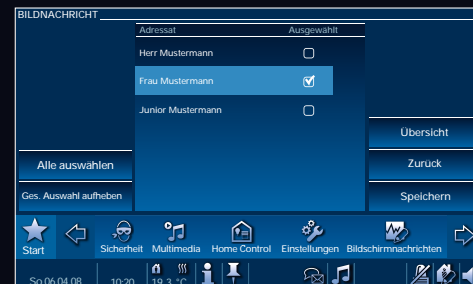 BILDNACHRICHT
Adressat Ausgewählt
Herr Mustermann
Frau Mustermann
Junior Mustermann
Übersicht
Alle auswählen Zurück
Ges. Auswahl aufheben Speichern
Start Sicherheit Multimedia Home Control Einstellungen Bildschirmnachrichten
So 06.04.08 10:20 19.3 °C